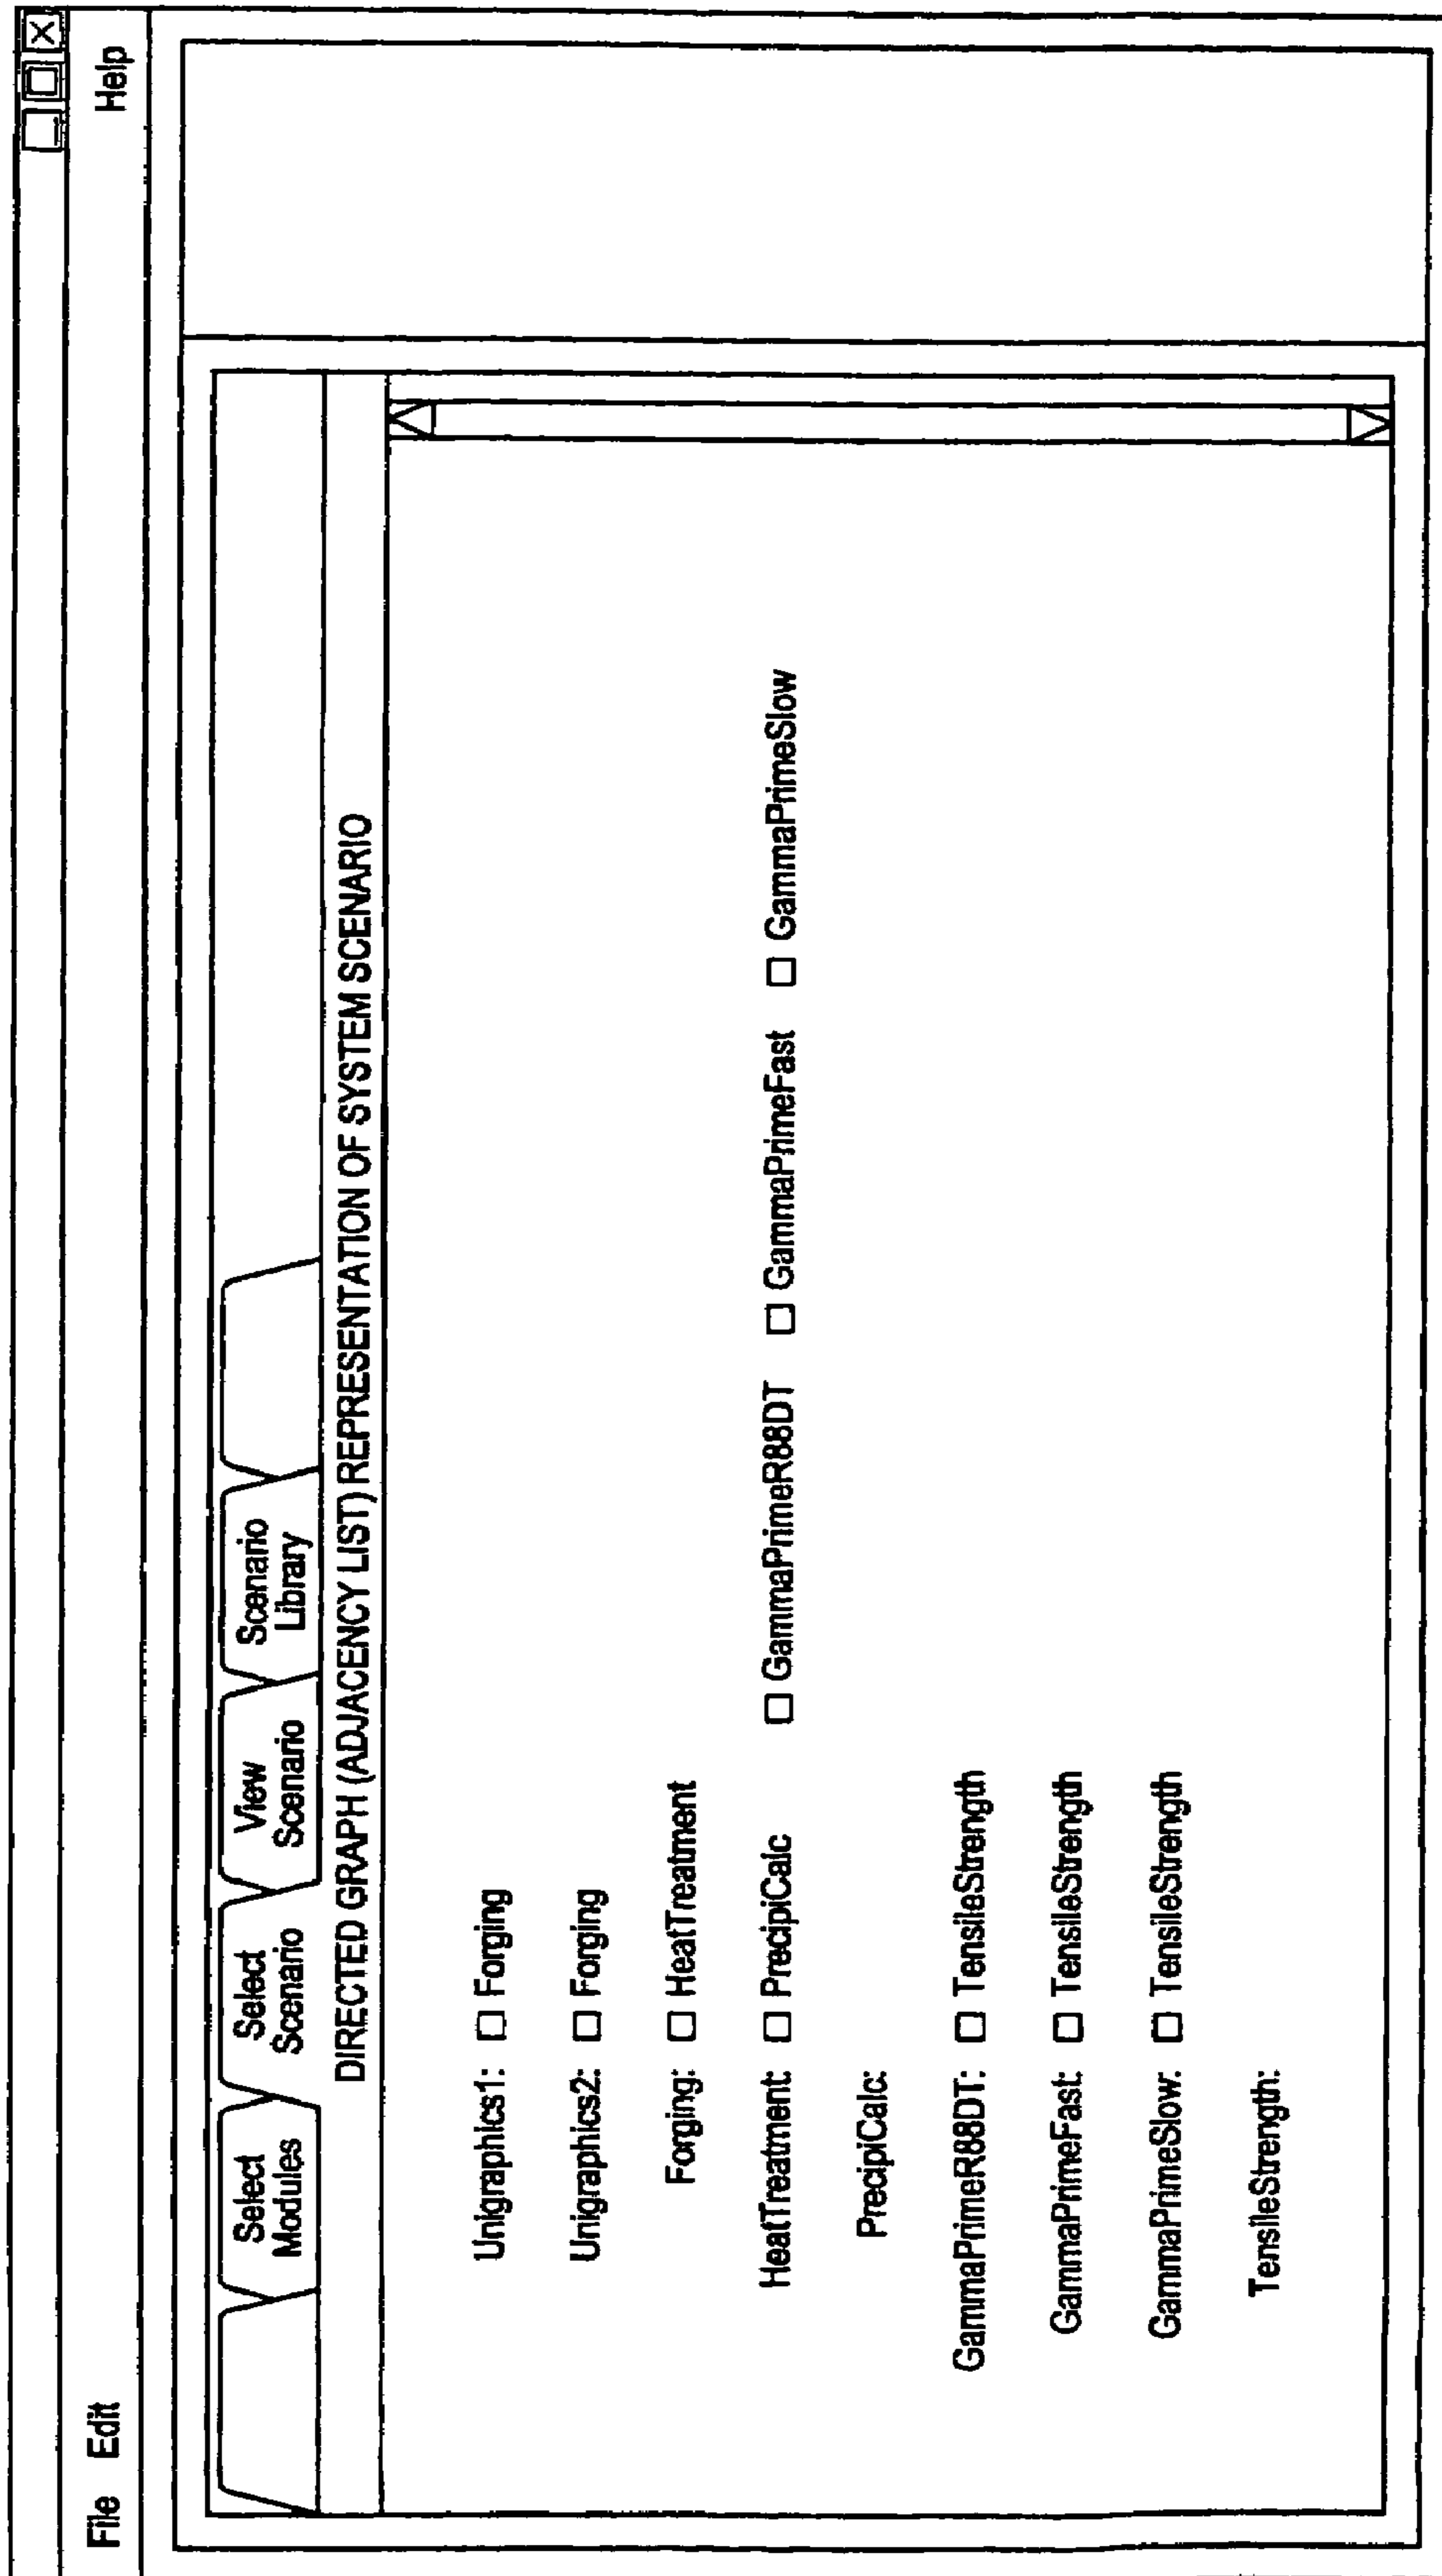 File Edit Help
Select Modules
Select Scenario
View Scenario
Scenario Library
DIRECTED GRAPH (ADJACENCY LIST) REPRESENTATION OF SYSTEM SCENARIO
Unigraphics1: □ Forging
Unigraphics2: □ Forging
Forging: □ HeatTreatment
HeatTreatment: □ PrecipiCalc □ GammaPrimeR88DT □ GammaPrimeFast □ GammaPrimeSlow
PrecipiCalc:
GammaPrimeR88DT: □ TensileStrength
GammaPrimeFast: □ TensileStrength
GammaPrimeSlow: □ TensileStrength
TensileStrength: